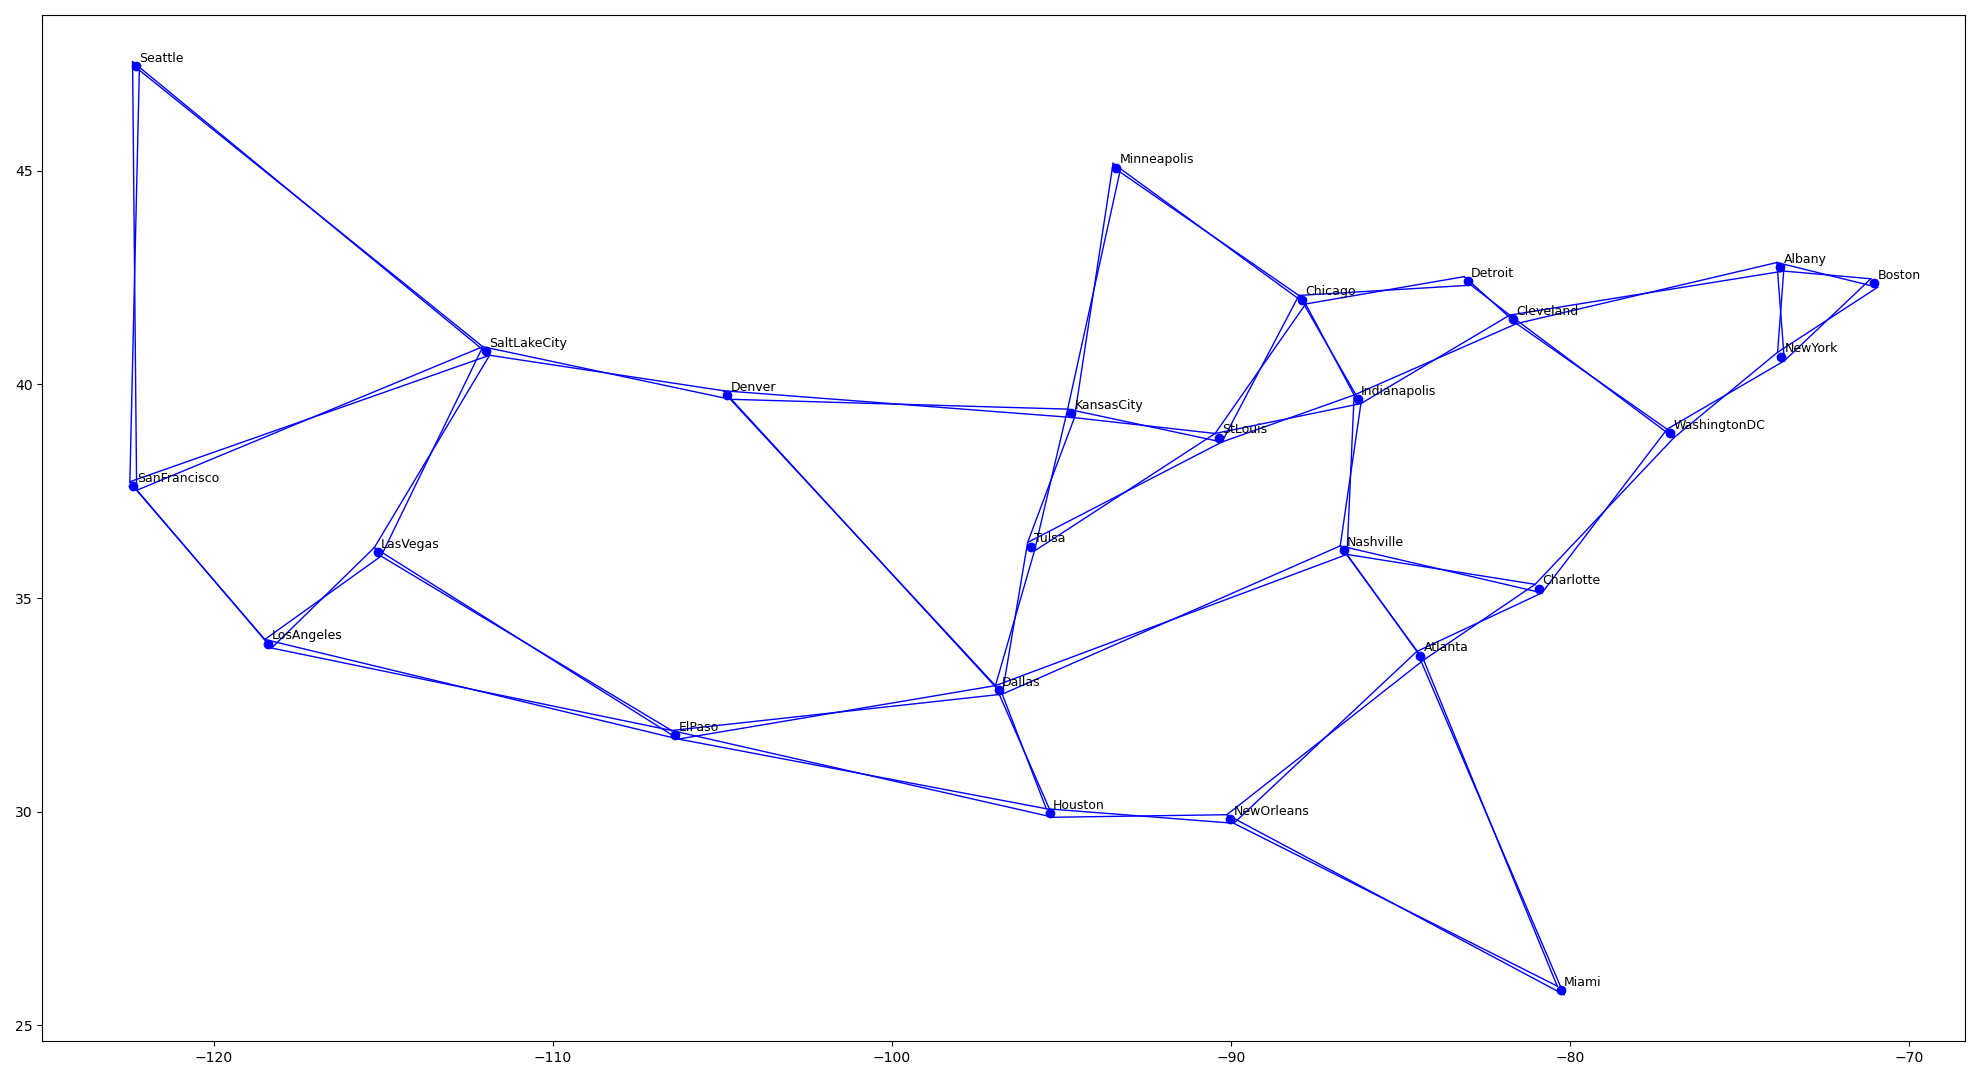 Seattle
Minneapolis
Albany
Detroit
Boston
Chicago
Cleveland
SaltLakeCity
NewYork
Denver
Indianapolis
KansasCity
StLouis
WashingtonDC
SanFrancisco
LasVegas
Tulsa
Nashville
Charlotte
LosAngeles
Atlanta
Dallas
ElPaso
Houston
NewOrleans
Miami
45
40
35
30
25
−120
−110
−100
−90
−80
−70